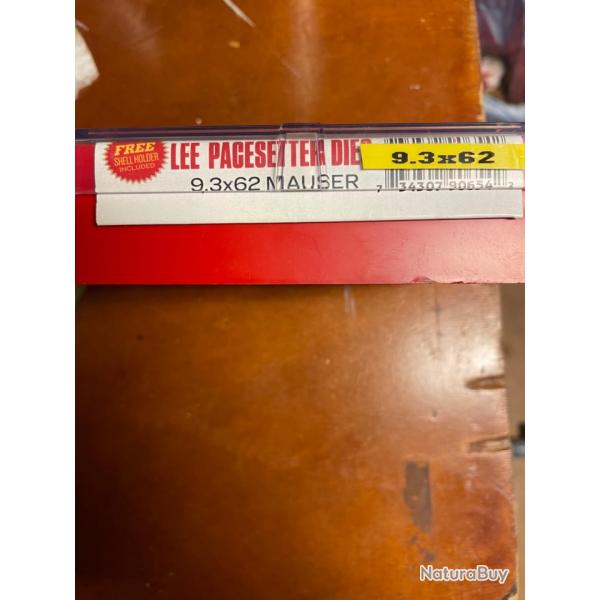 FREE
SHELL HOLDER
INCLUDED
LEE PACESETTER DIES
9.3x62 MAUSER
9.3x62
7 34307 90654 2
NaturaBuy